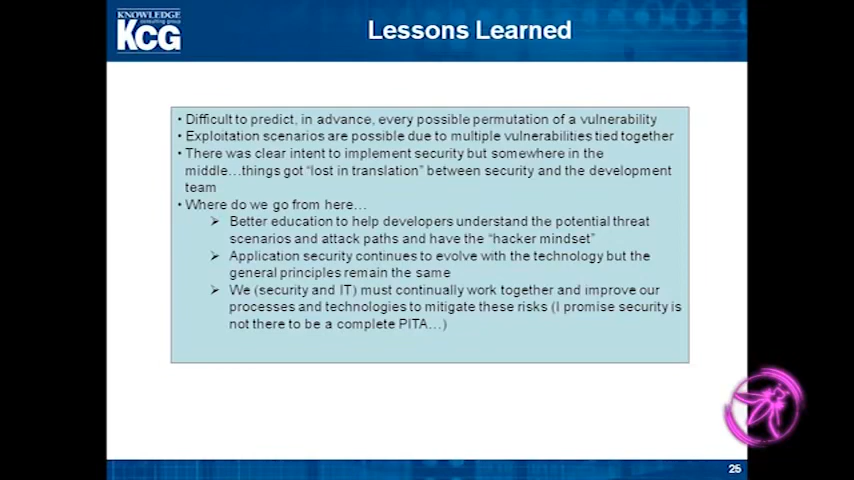 KNOWLEDGE
consulting group
KCG
Lessons Learned
• Difficult to predict, in advance, every possible permutation of a vulnerability
• Exploitation scenarios are possible due to multiple vulnerabilities tied together
• There was clear intent to implement security but somewhere in the
middle…things got “lost in translation” between security and the development
team
• Where do we go from here…
➢ Better education to help developers understand the potential threat
scenarios and attack paths and have the “hacker mindset”
➢ Application security continues to evolve with the technology but the
general principles remain the same
➢ We (security and IT) must continually work together and improve our
processes and technologies to mitigate these risks (I promise security is
not there to be a complete PITA…)
25